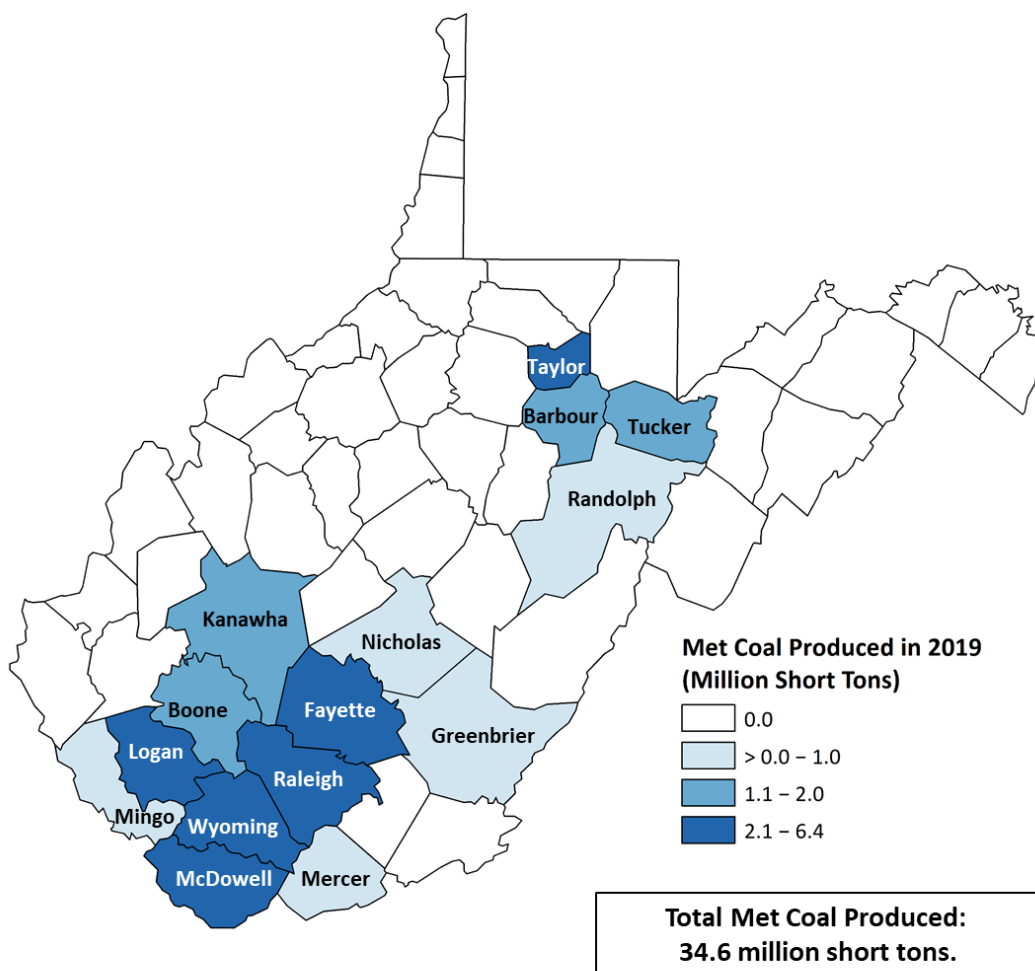 Taylor
Barbour
Tucker
Randolph
Kanawha
Nicholas
Boone
Fayette
Greenbrier
Logan
Raleigh
Mingo
Wyoming
McDowell
Mercer
Met Coal Produced in 2019
(Million Short Tons)
0.0
> 0.0 – 1.0
1.1 – 2.0
2.1 – 6.4
Total Met Coal Produced:
34.6 million short tons.